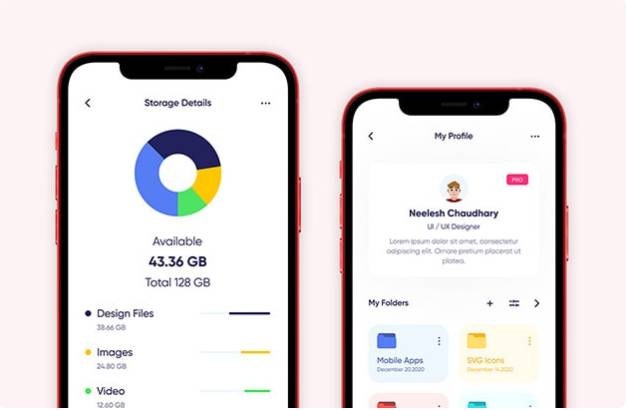 Storage Details
Available
43.36 GB
Total 128 GB
Design Files
38.66 GB
Images
24.80 GB
Video
12.60 GB
My Profile
PRO
Neelesh Chaudhary
UI / UX Designer
Lorem ipsum dolor sit amet, consectetur
adipiscing elit. Ornare pretium placerat ut
platea.
My Folders
Mobile Apps
December.20.2020
SVG Icons
December.14.2020